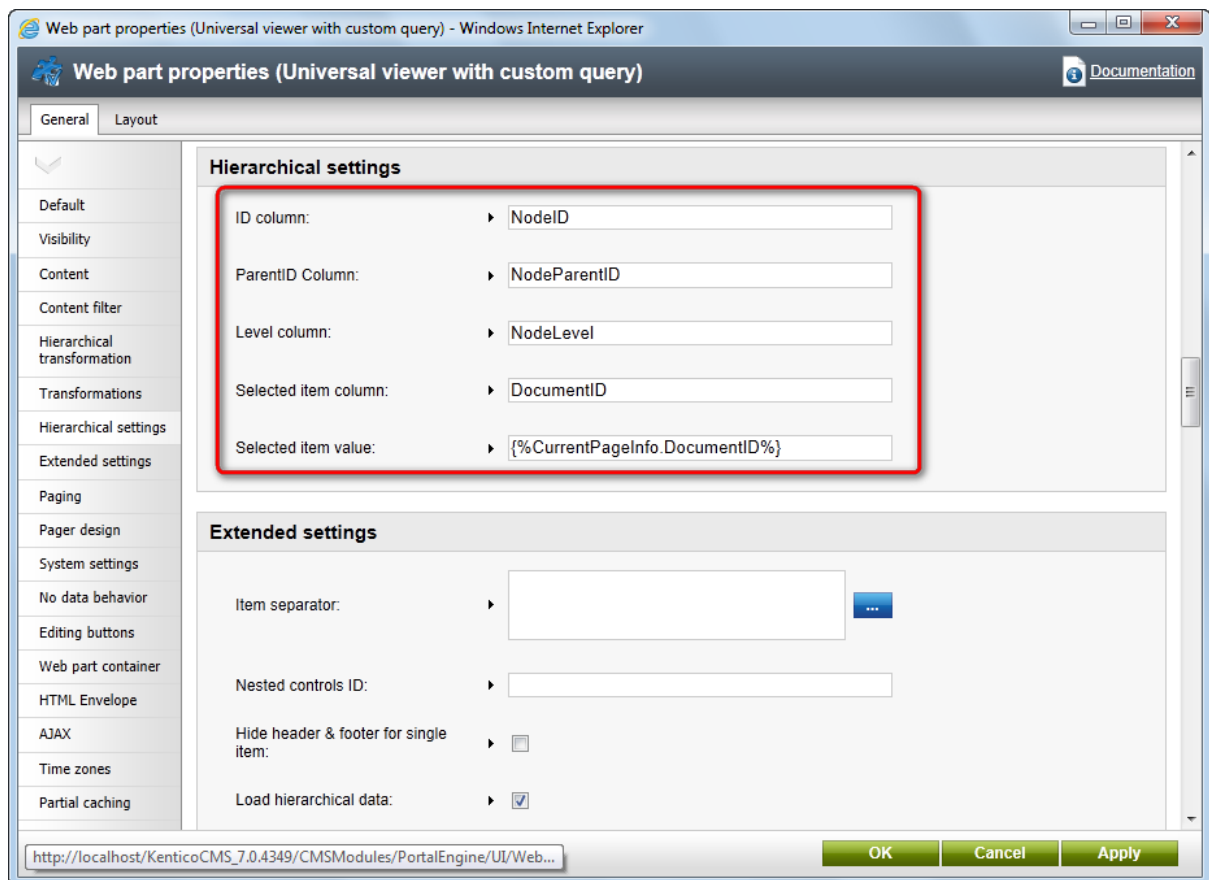 Web part properties (Universal viewer with custom query) - Windows Internet Explorer
Web part properties (Universal viewer with custom query)
Documentation
General
Layout
Default
Visibility
Content
Content filter
Hierarchical
transformation
Transformations
Hierarchical settings
Extended settings
Paging
Pager design
System settings
No data behavior
Editing buttons
Web part container
HTML Envelope
AJAX
Time zones
Partial caching
Hierarchical settings
ID column:
NodeID
ParentID Column:
NodeParentID
Level column:
NodeLevel
Selected item column:
DocumentID
Selected item value:
{%CurrentPageInfo.DocumentID%}
Extended settings
Item separator:
...
Nested controls ID:
Hide header & footer for single
item:
Load hierarchical data:
http://localhost/KenticoCMS_7.0.4349/CMSModules/PortalEngine/UI/Web...
OK
Cancel
Apply